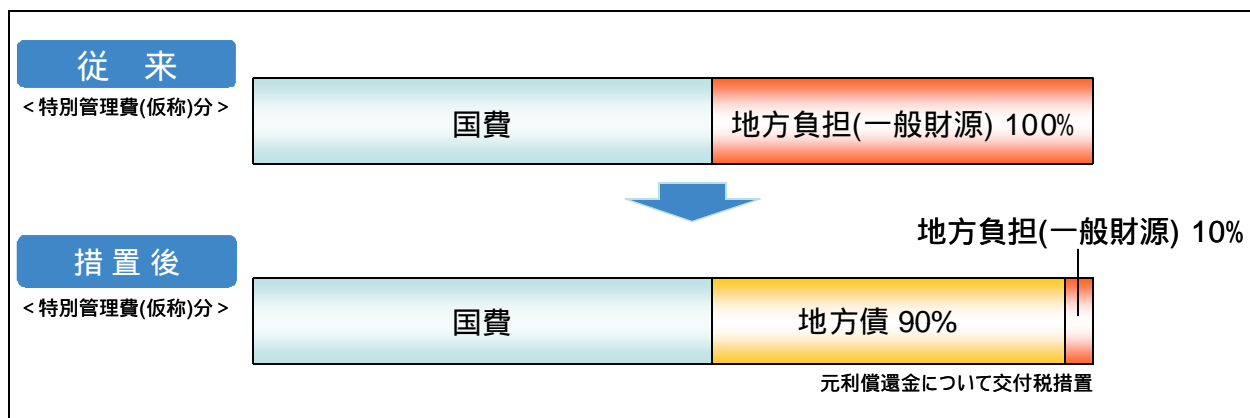 従　来
<特別管理費(仮称)分>
国費
地方負担(一般財源) 100%
地方負担(一般財源) 10%
措 置 後
<特別管理費(仮称)分>
国費
地方債 90%
元利償還金について交付税措置